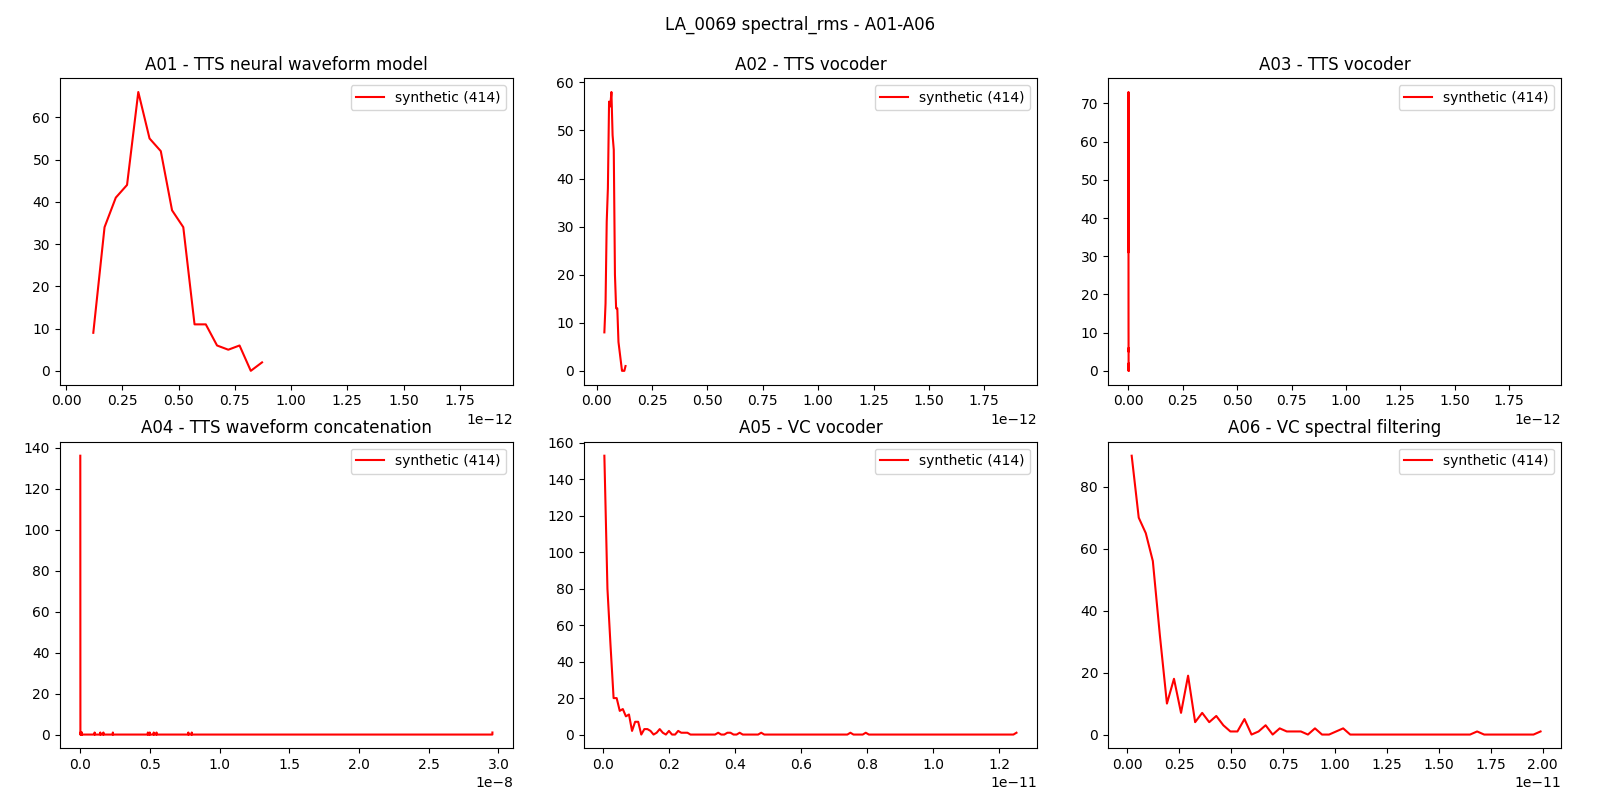 LA_0069 spectral_rms - A01-A06
A01 - TTS neural waveform model
synthetic (414)
60
50
40
30
20
10
0
0.00 0.25 0.50 0.75 1.00 1.25 1.50 1.75
1e−12
A02 - TTS vocoder
synthetic (414)
60
50
40
30
20
10
0
0.00 0.25 0.50 0.75 1.00 1.25 1.50 1.75
1e−12
A03 - TTS vocoder
synthetic (414)
70
60
50
40
30
20
10
0
0.00 0.25 0.50 0.75 1.00 1.25 1.50 1.75
1e−12
A04 - TTS waveform concatenation
synthetic (414)
140
120
100
80
60
40
20
0
0.0 0.5 1.0 1.5 2.0 2.5 3.0
1e−8
A05 - VC vocoder
synthetic (414)
160
140
120
100
80
60
40
20
0
0.0 0.2 0.4 0.6 0.8 1.0 1.2
1e−11
A06 - VC spectral filtering
synthetic (414)
80
60
40
20
0
0.00 0.25 0.50 0.75 1.00 1.25 1.50 1.75 2.00
1e−11